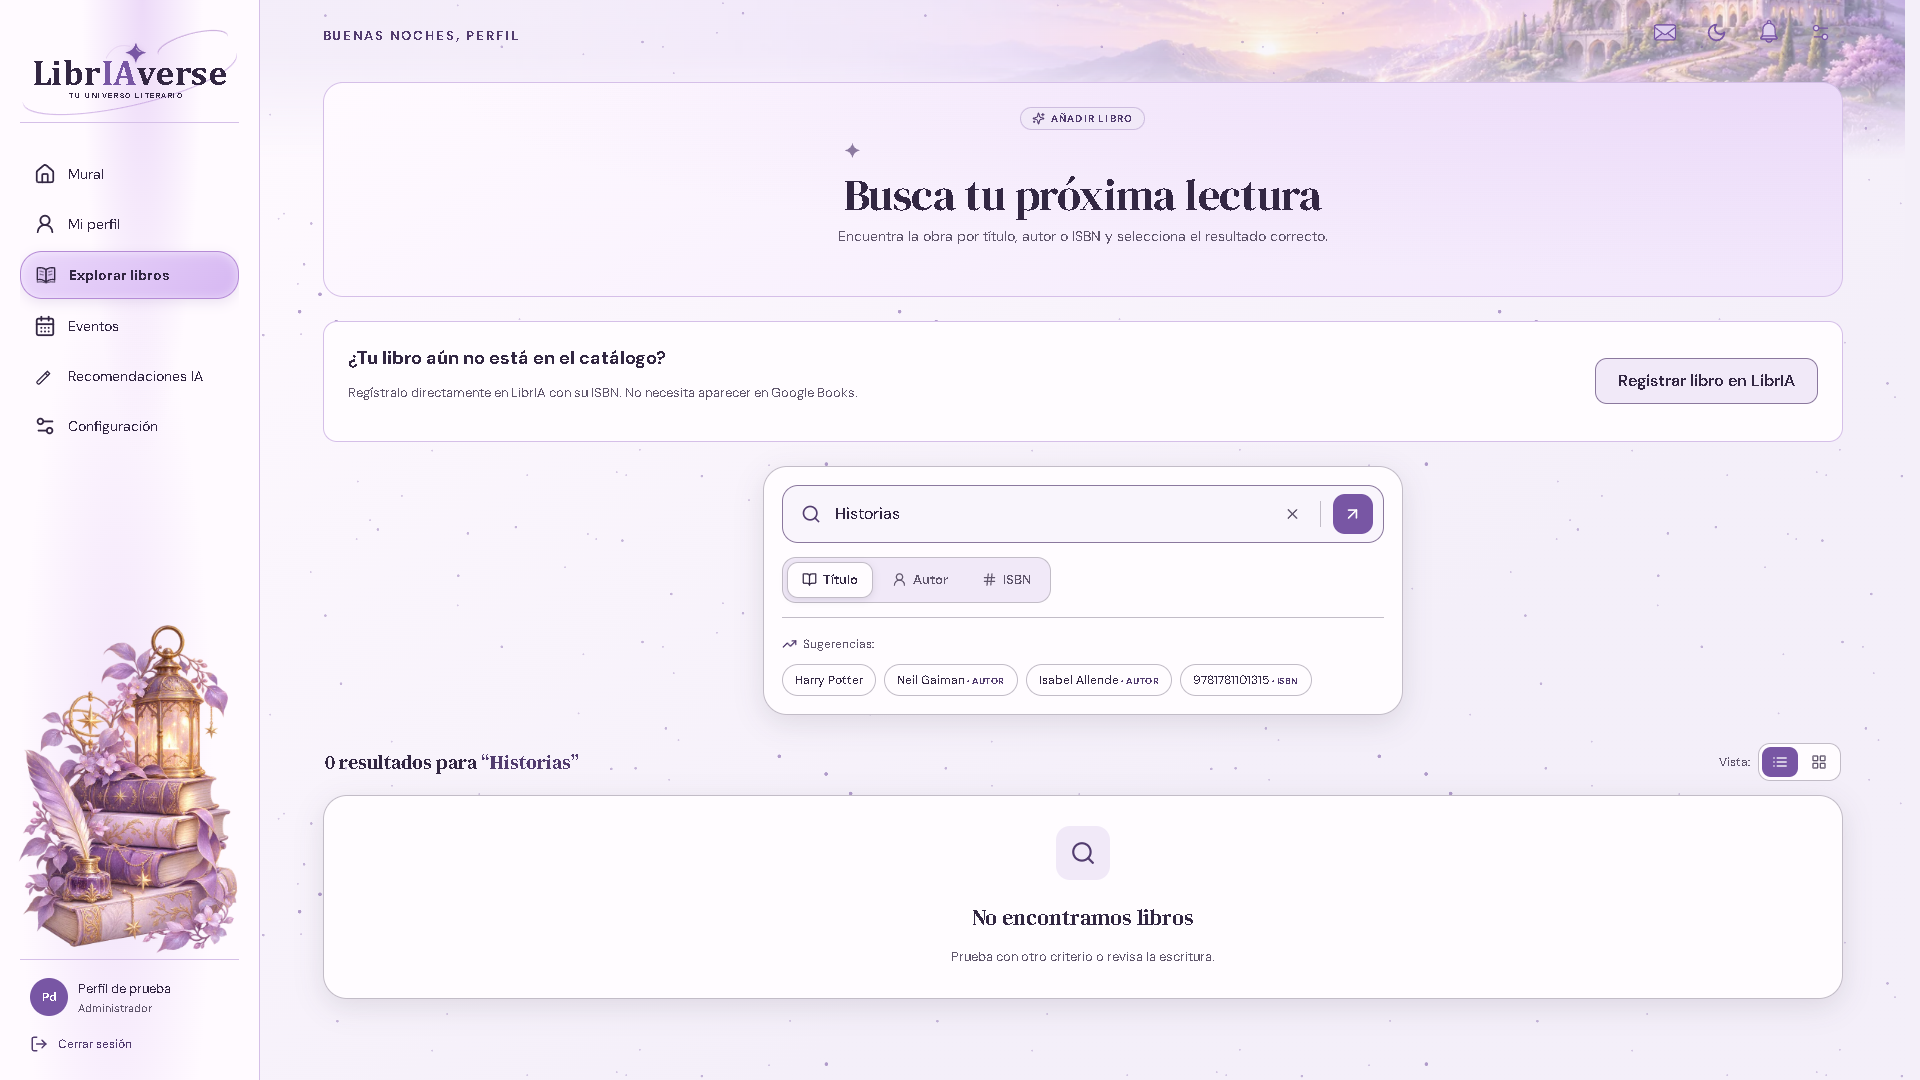 LibrIAverse
TU UNIVERSO LITERARIO
Mural
Mi perfil
Explorar libros
Eventos
Recomendaciones IA
Configuración
Pd
Perfil de prueba
Administrador
Cerrar sesión
BUENAS NOCHES, PERFIL
AÑADIR LIBRO
Busca tu próxima lectura
Encuentra la obra por título, autor o ISBN y selecciona el resultado correcto.
¿Tu libro aún no está en el catálogo?
Regístralo directamente en LibrIA con su ISBN. No necesita aparecer en Google Books.
Registrar libro en LibrIA
Historias
Título
Autor
ISBN
Sugerencias:
Harry Potter
Neil Gaiman · AUTOR
Isabel Allende · AUTOR
9781781101315 · ISBN
0 resultados para “Historias”
Vista:
No encontramos libros
Prueba con otro criterio o revisa la escritura.